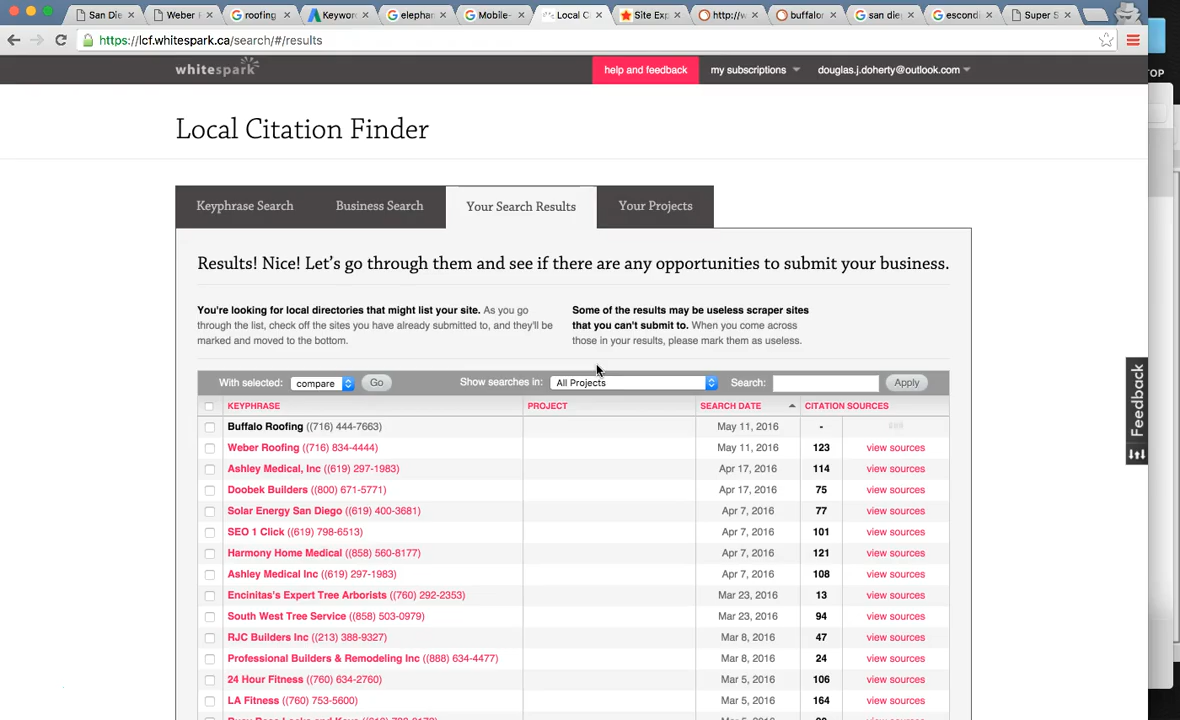 San Die
Weber
roofing
Keywor
elephan
Mobile-
Local C
Site Exp
http://w
buffalor
san die
escondi
Super S
https://lcf.whitespark.ca/search/#/results
TOP
whitespark
help and feedback
my subscriptions
douglas.j.doherty@outlook.com
Local Citation Finder
Keyphrase Search
Business Search
Your Search Results
Your Projects
Results! Nice! Let's go through them and see if there are any opportunities to submit your business.
You're looking for local directories that might list your site. As you go
through the list, check off the sites you have already submitted to, and they'll be
marked and moved to the bottom.
Some of the results may be useless scraper sites
that you can't submit to. When you come across
those in your results, please mark them as useless.
With selected: compare Go Show searches in: All Projects Search: Apply
KEYPHRASE PROJECT SEARCH DATE CITATION SOURCES
Buffalo Roofing ((716) 444-7663) May 11, 2016 -
Weber Roofing ((716) 834-4444) May 11, 2016 123 view sources
Ashley Medical, Inc ((619) 297-1983) Apr 17, 2016 114 view sources
Doobek Builders ((800) 671-5771) Apr 17, 2016 75 view sources
Solar Energy San Diego ((619) 400-3681) Apr 7, 2016 77 view sources
SEO 1 Click ((619) 798-6513) Apr 7, 2016 101 view sources
Harmony Home Medical ((858) 560-8177) Apr 7, 2016 121 view sources
Ashley Medical Inc ((619) 297-1983) Apr 7, 2016 108 view sources
Encinitas's Expert Tree Arborists ((760) 292-2353) Mar 23, 2016 13 view sources
South West Tree Service ((858) 503-0979) Mar 23, 2016 94 view sources
RJC Builders Inc ((213) 388-9327) Mar 8, 2016 47 view sources
Professional Builders & Remodeling Inc ((888) 634-4477) Mar 8, 2016 24 view sources
24 Hour Fitness ((760) 634-2760) Mar 5, 2016 106 view sources
LA Fitness ((760) 753-5600) Mar 5, 2016 164 view sources
Feedback